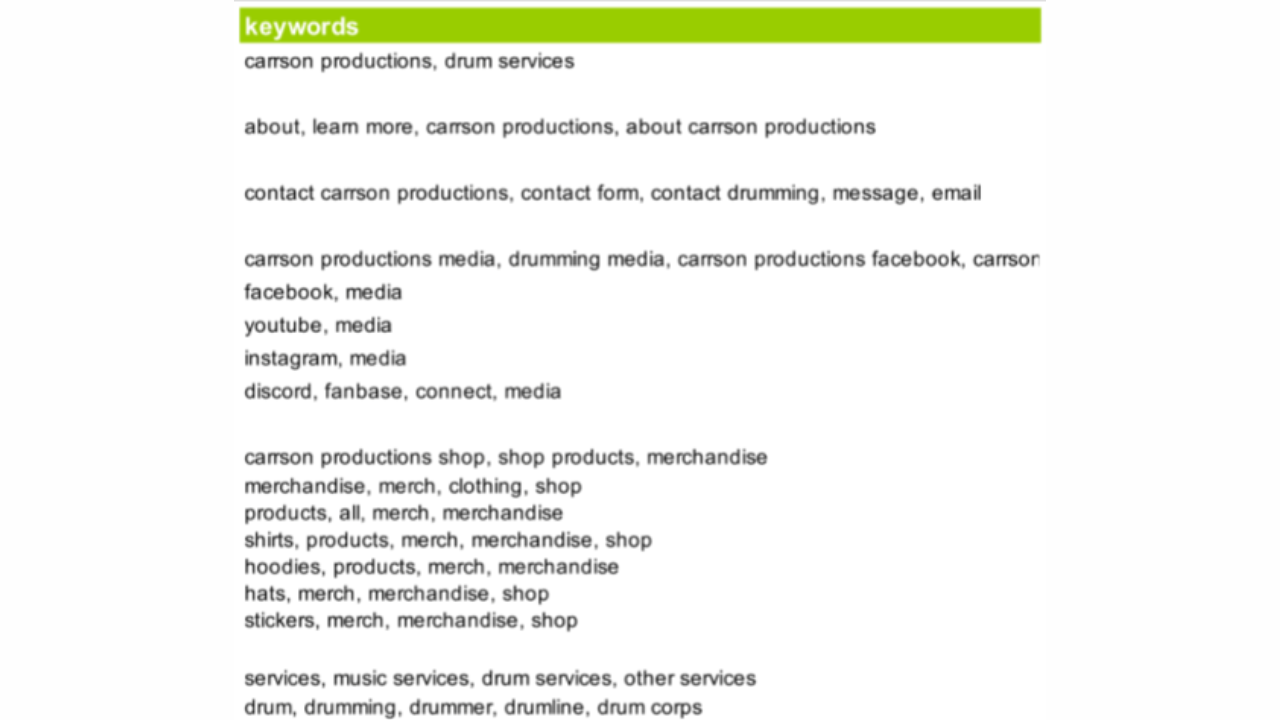 keywords
carrson productions, drum services
about, learn more, carrson productions, about carrson productions
contact carrson productions, contact form, contact drumming, message, email
carrson productions media, drumming media, carrson productions facebook, carrson
facebook, media
youtube, media
instagram, media
discord, fanbase, connect, media
carrson productions shop, shop products, merchandise
merchandise, merch, clothing, shop
products, all, merch, merchandise
shirts, products, merch, merchandise, shop
hoodies, products, merch, merchandise
hats, merch, merchandise, shop
stickers, merch, merchandise, shop
services, music services, drum services, other services
drum, drumming, drummer, drumline, drum corps